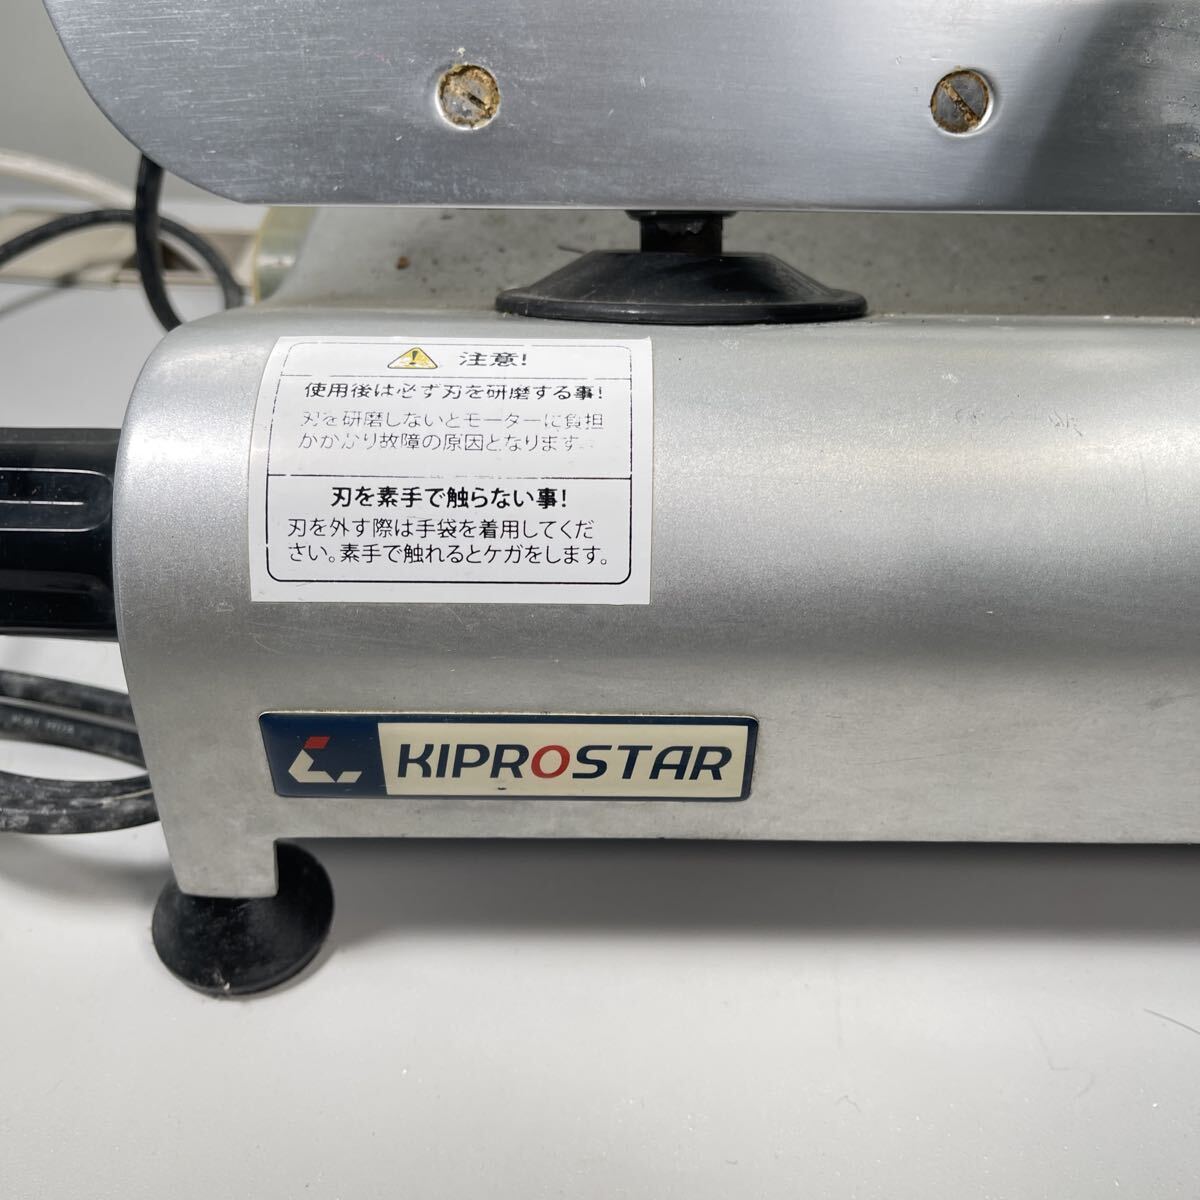 注意!
使用後は必ず刃を研磨する事!
刃を研磨しないとモーターに負担
がかかり故障の原因となります。
刃を素手で触らない事!
刃を外す際は手袋を着用してくだ
さい。素手で触れるとケガをします。
KIPROSTAR